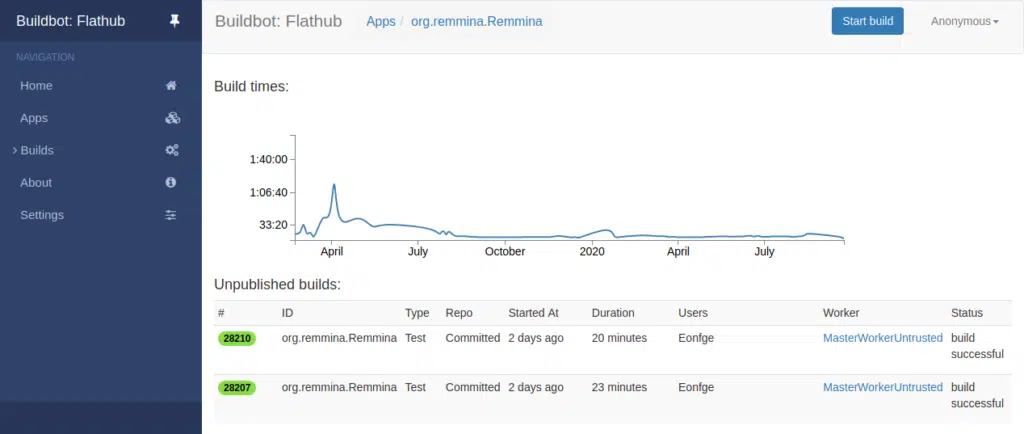 Buildbot: Flathub
NAVIGATION
Home
Apps
Builds
About
Settings
Buildbot: Flathub Apps / org.remmina.Remmina Start build Anonymous
Build times:
1:40:00
1:06:40
33:20
April July October 2020 April July
Unpublished builds:
# ID Type Repo Started At Duration Users Worker Status
28210 org.remmina.Remmina Test Committed 2 days ago 20 minutes Eonfge MasterWorkerUntrusted build
successful
28207 org.remmina.Remmina Test Committed 2 days ago 23 minutes Eonfge MasterWorkerUntrusted build
successful